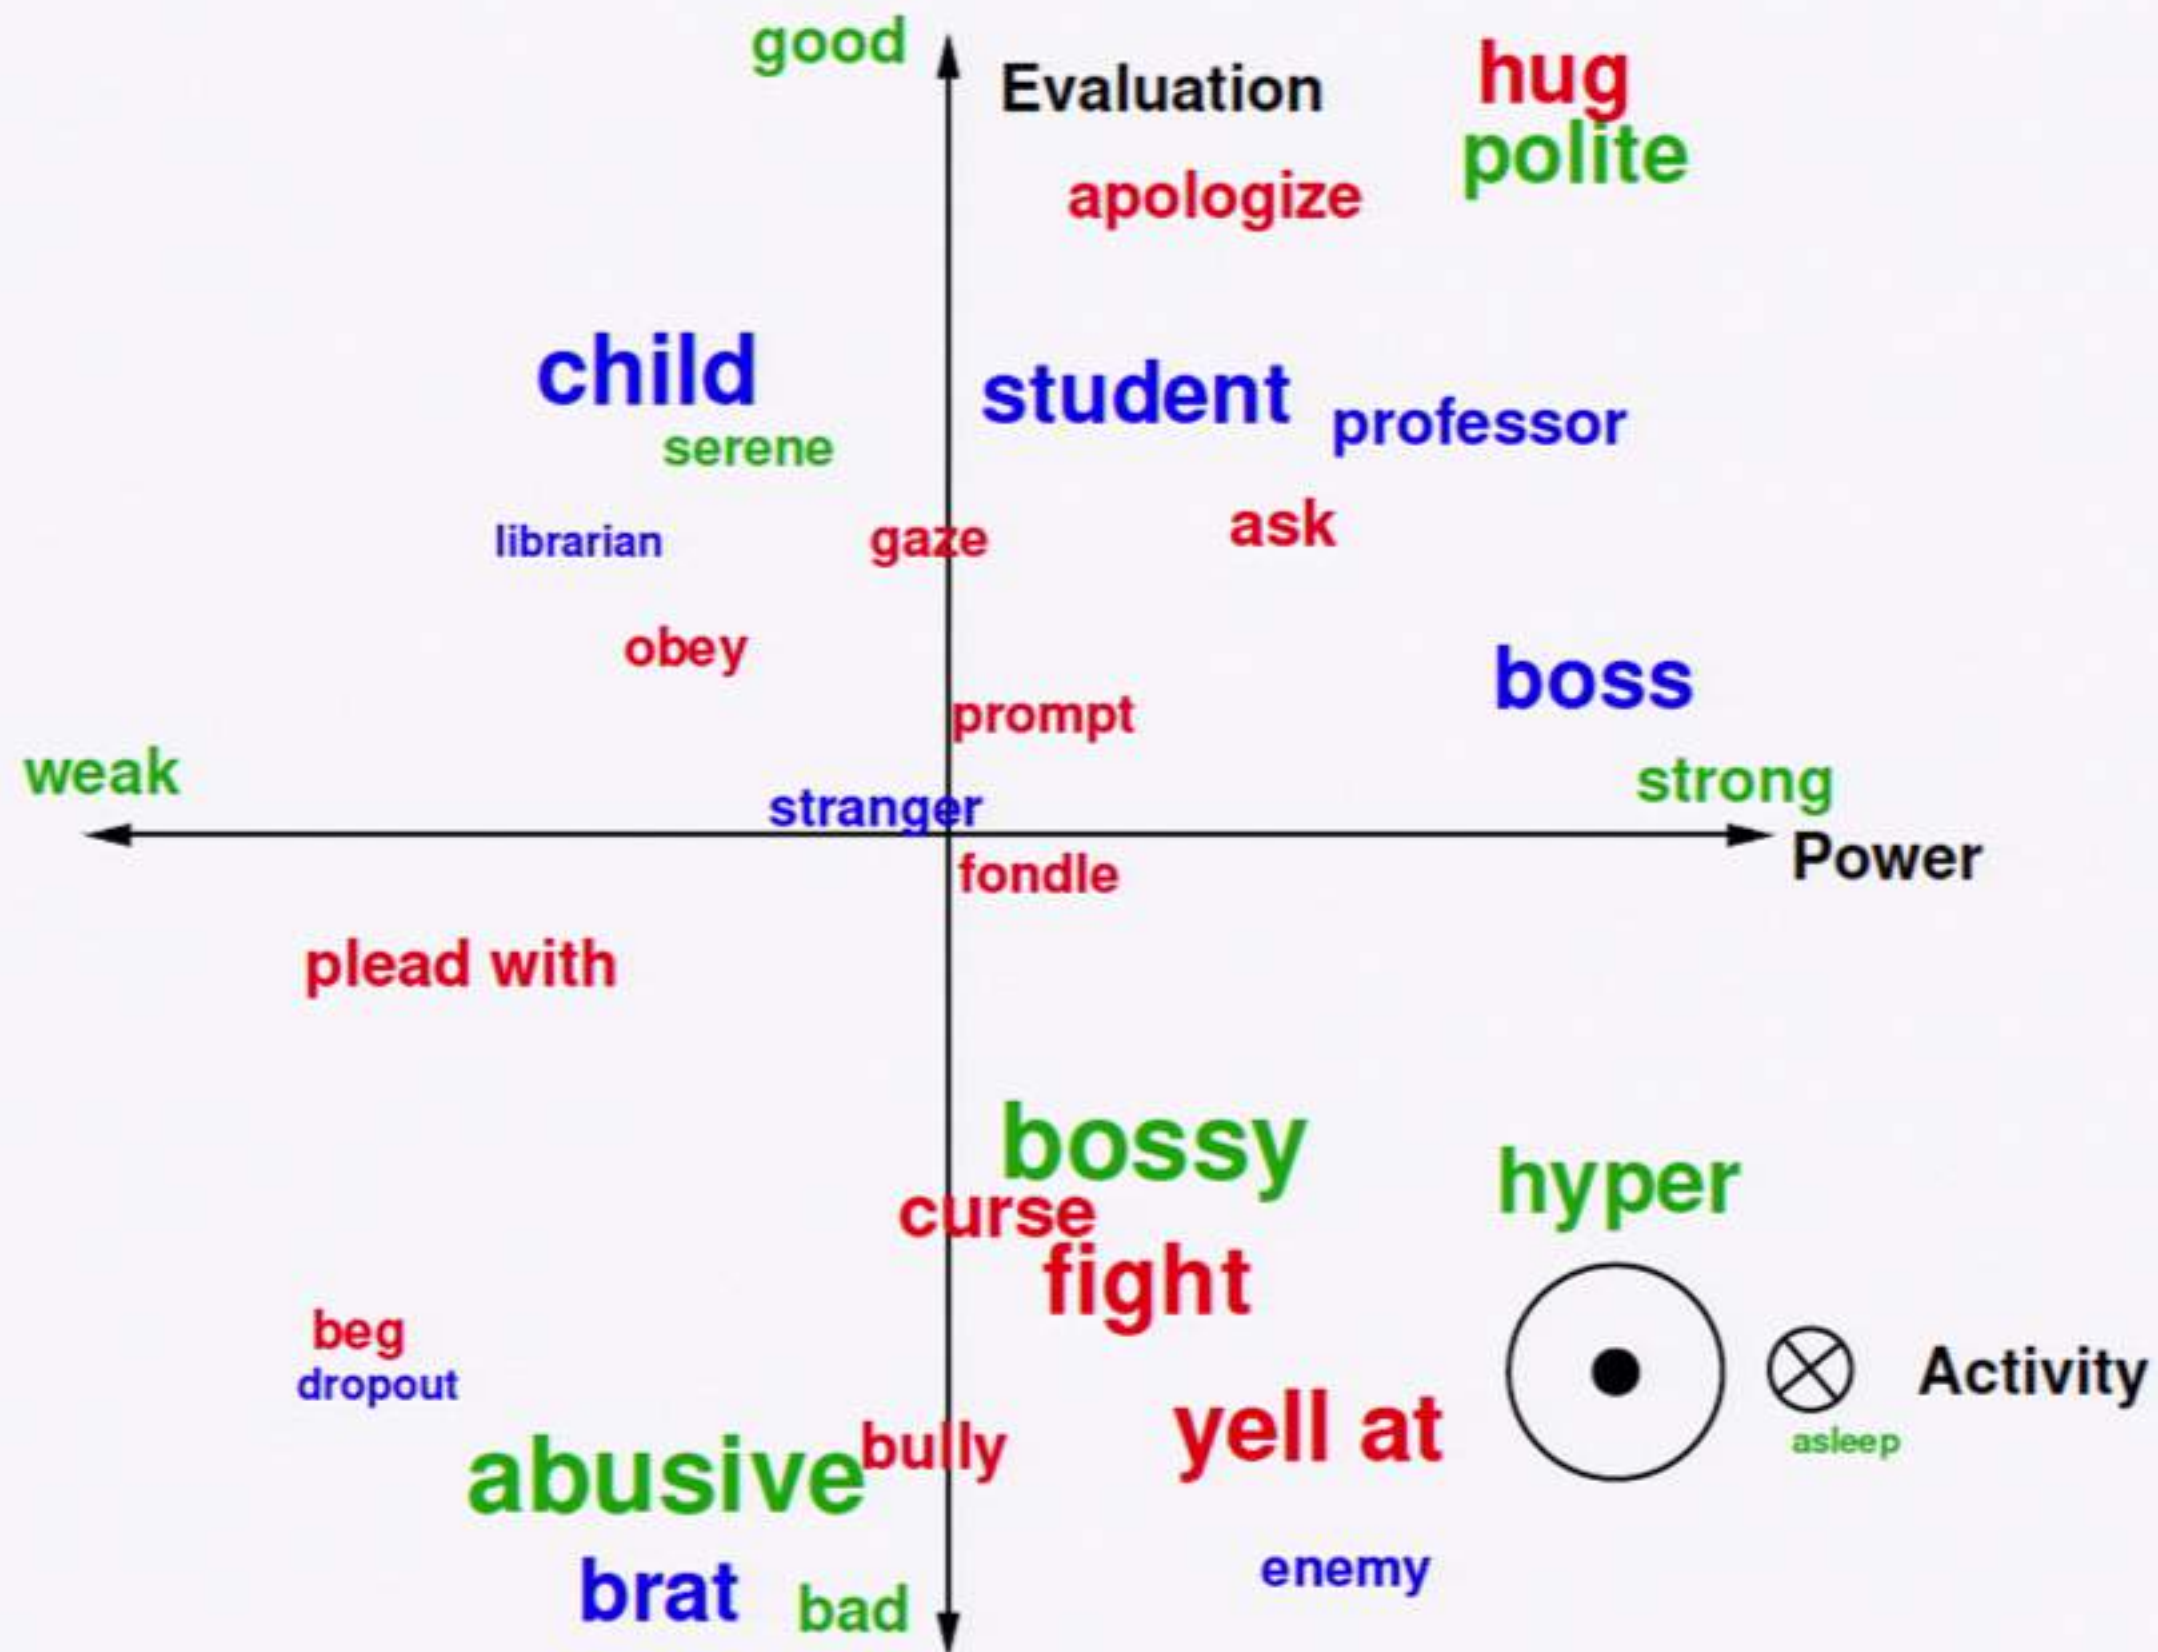 good
Evaluation
hug
polite
apologize
child
student
professor
serene
librarian
gaze
ask
obey
boss
prompt
weak
strong
stranger
Power
fondle
plead with
bossy
hyper
curse
fight
beg
dropout
Activity
yell at
asleep
abusive
bully
enemy
brat
bad